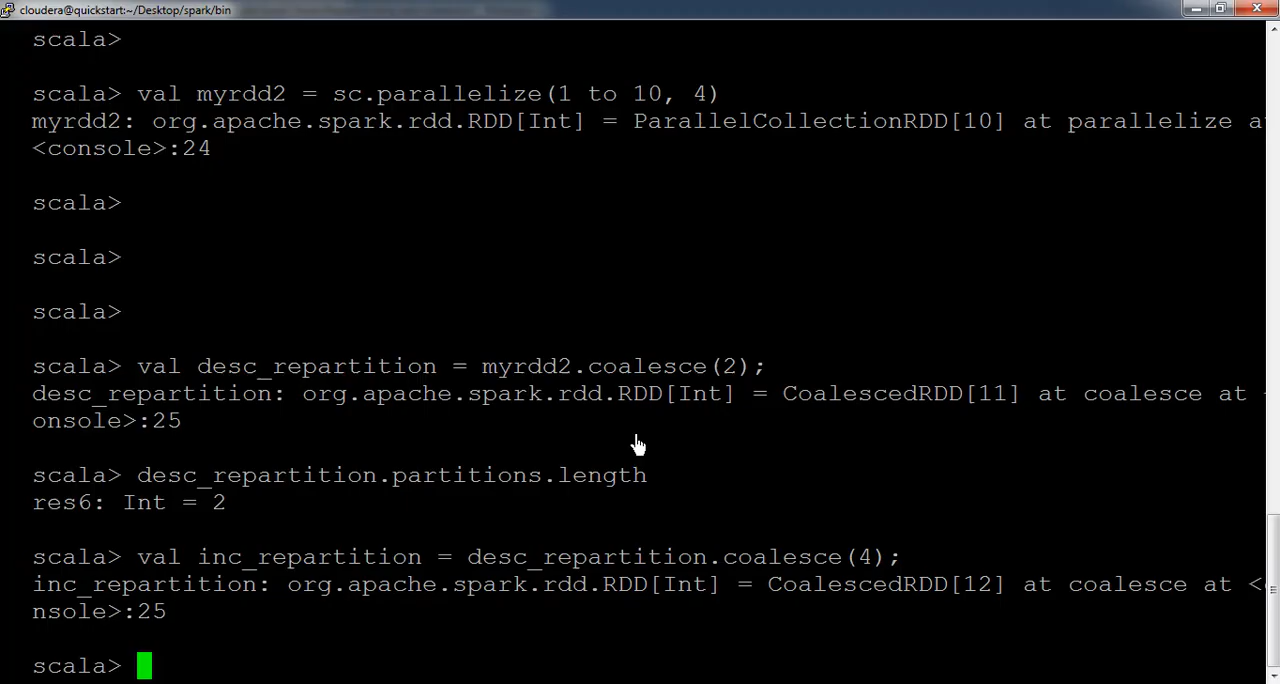 cloudera@quickstart:~/Desktop/spark/bin
scala>
scala> val myrdd2 = sc.parallelize(1 to 10, 4)
myrdd2: org.apache.spark.rdd.RDD[Int] = ParallelCollectionRDD[10] at parallelize a
<console>:24
scala>
scala>
scala>
scala> val desc_repartition = myrdd2.coalesce(2);
desc_repartition: org.apache.spark.rdd.RDD[Int] = CoalescedRDD[11] at coalesce at
onsole>:25
scala> desc_repartition.partitions.length
res6: Int = 2
scala> val inc_repartition = desc_repartition.coalesce(4);
inc_repartition: org.apache.spark.rdd.RDD[Int] = CoalescedRDD[12] at coalesce at <
nsole>:25
scala>